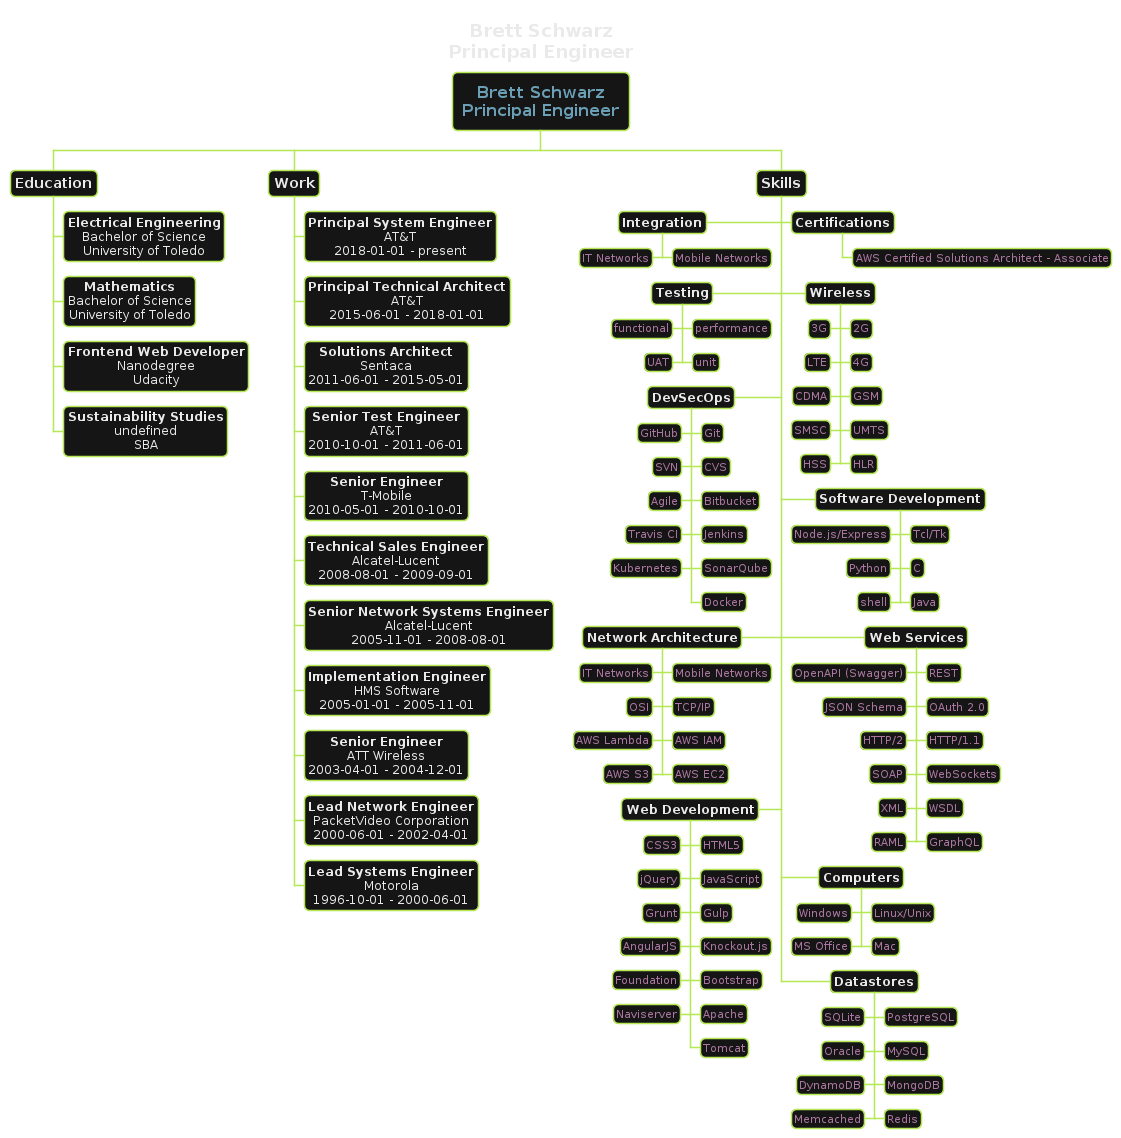 Brett Schwarz
Principal Engineer
Brett Schwarz
Principal Engineer
Education
Electrical Engineering
Bachelor of Science
University of Toledo
Mathematics
Bachelor of Science
University of Toledo
Frontend Web Developer
Nanodegree
Udacity
Sustainability Studies
undefined
SBA
Work
Principal System Engineer
AT&T
2018-01-01 - present
Principal Technical Architect
AT&T
2015-06-01 - 2018-01-01
Solutions Architect
Sentaca
2011-06-01 - 2015-05-01
Senior Test Engineer
AT&T
2010-10-01 - 2011-06-01
Senior Engineer
T-Mobile
2010-05-01 - 2010-10-01
Technical Sales Engineer
Alcatel-Lucent
2008-08-01 - 2009-09-01
Senior Network Systems Engineer
Alcatel-Lucent
2005-11-01 - 2008-08-01
Implementation Engineer
HMS Software
2005-01-01 - 2005-11-01
Senior Engineer
ATT Wireless
2003-04-01 - 2004-12-01
Lead Network Engineer
PacketVideo Corporation
2000-06-01 - 2002-04-01
Lead Systems Engineer
Motorola
1996-10-01 - 2000-06-01
Skills
Integration
IT Networks
Mobile Networks
Certifications
AWS Certified Solutions Architect - Associate
Testing
functional
performance
UAT
unit
Wireless
3G
2G
LTE
4G
CDMA
GSM
SMSC
UMTS
HSS
HLR
DevSecOps
GitHub
Git
SVN
CVS
Agile
Bitbucket
Travis CI
Jenkins
Kubernetes
SonarQube
Docker
Software Development
Node.js/Express
Tcl/Tk
Python
C
shell
Java
Network Architecture
IT Networks
Mobile Networks
OSI
TCP/IP
AWS Lambda
AWS IAM
AWS S3
AWS EC2
Web Services
OpenAPI (Swagger)
REST
JSON Schema
OAuth 2.0
HTTP/2
HTTP/1.1
SOAP
WebSockets
XML
WSDL
RAML
GraphQL
Web Development
CSS3
HTML5
jQuery
JavaScript
Grunt
Gulp
AngularJS
Knockout.js
Foundation
Bootstrap
Naviserver
Apache
Tomcat
Computers
Windows
Linux/Unix
MS Office
Mac
Datastores
SQLite
PostgreSQL
Oracle
MySQL
DynamoDB
MongoDB
Memcached
Redis